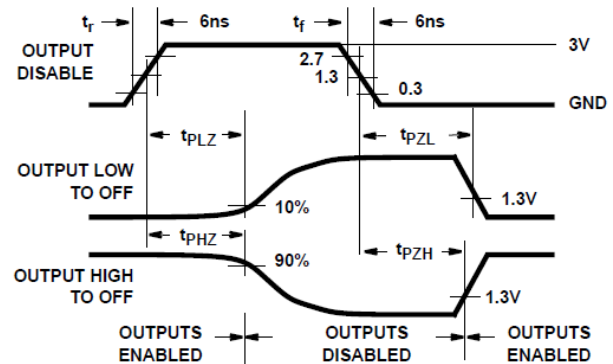 tr 6ns tf 6ns
OUTPUT
DISABLE
3V
2.7
1.3
0.3
GND
tPLZ tPZL
OUTPUT LOW
TO OFF
10%
1.3V
tPHZ tPZH
90%
OUTPUT HIGH
TO OFF
1.3V
OUTPUTS
ENABLED
OUTPUTS
DISABLED
OUTPUTS
ENABLED